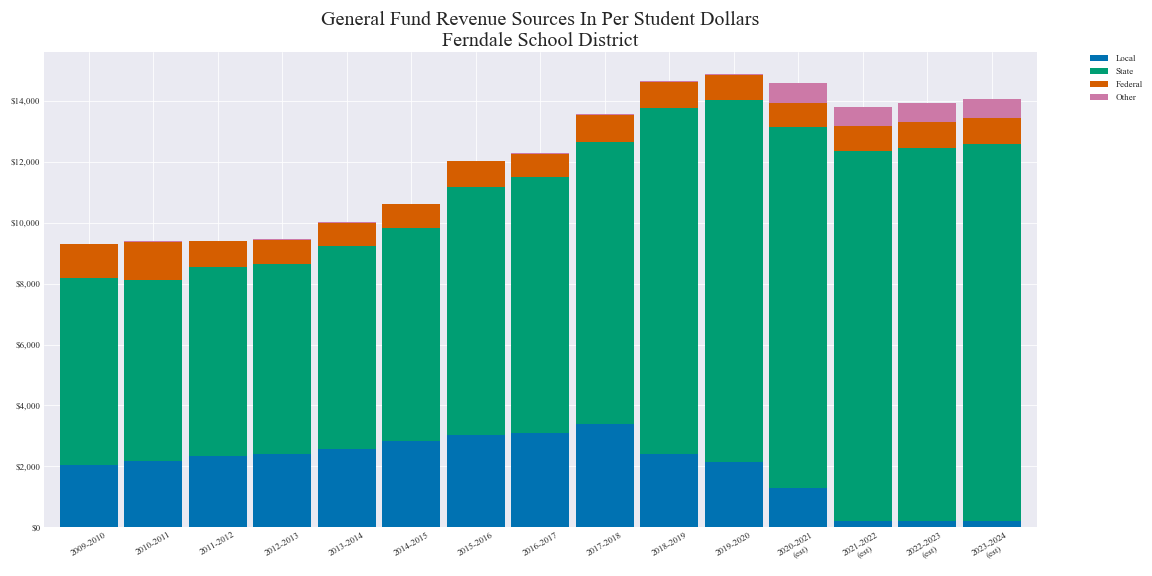 General Fund Revenue Sources In Per Student Dollars
Ferndale School District
Local
State
Federal
Other
$14,000
$12,000
$10,000
$8,000
$6,000
$4,000
$2,000
$0
2009-2010
2010-2011
2011-2012
2012-2013
2013-2014
2014-2015
2015-2016
2016-2017
2017-2018
2018-2019
2019-2020
2020-2021
(est)
2021-2022
(est)
2022-2023
(est)
2023-2024
(est)